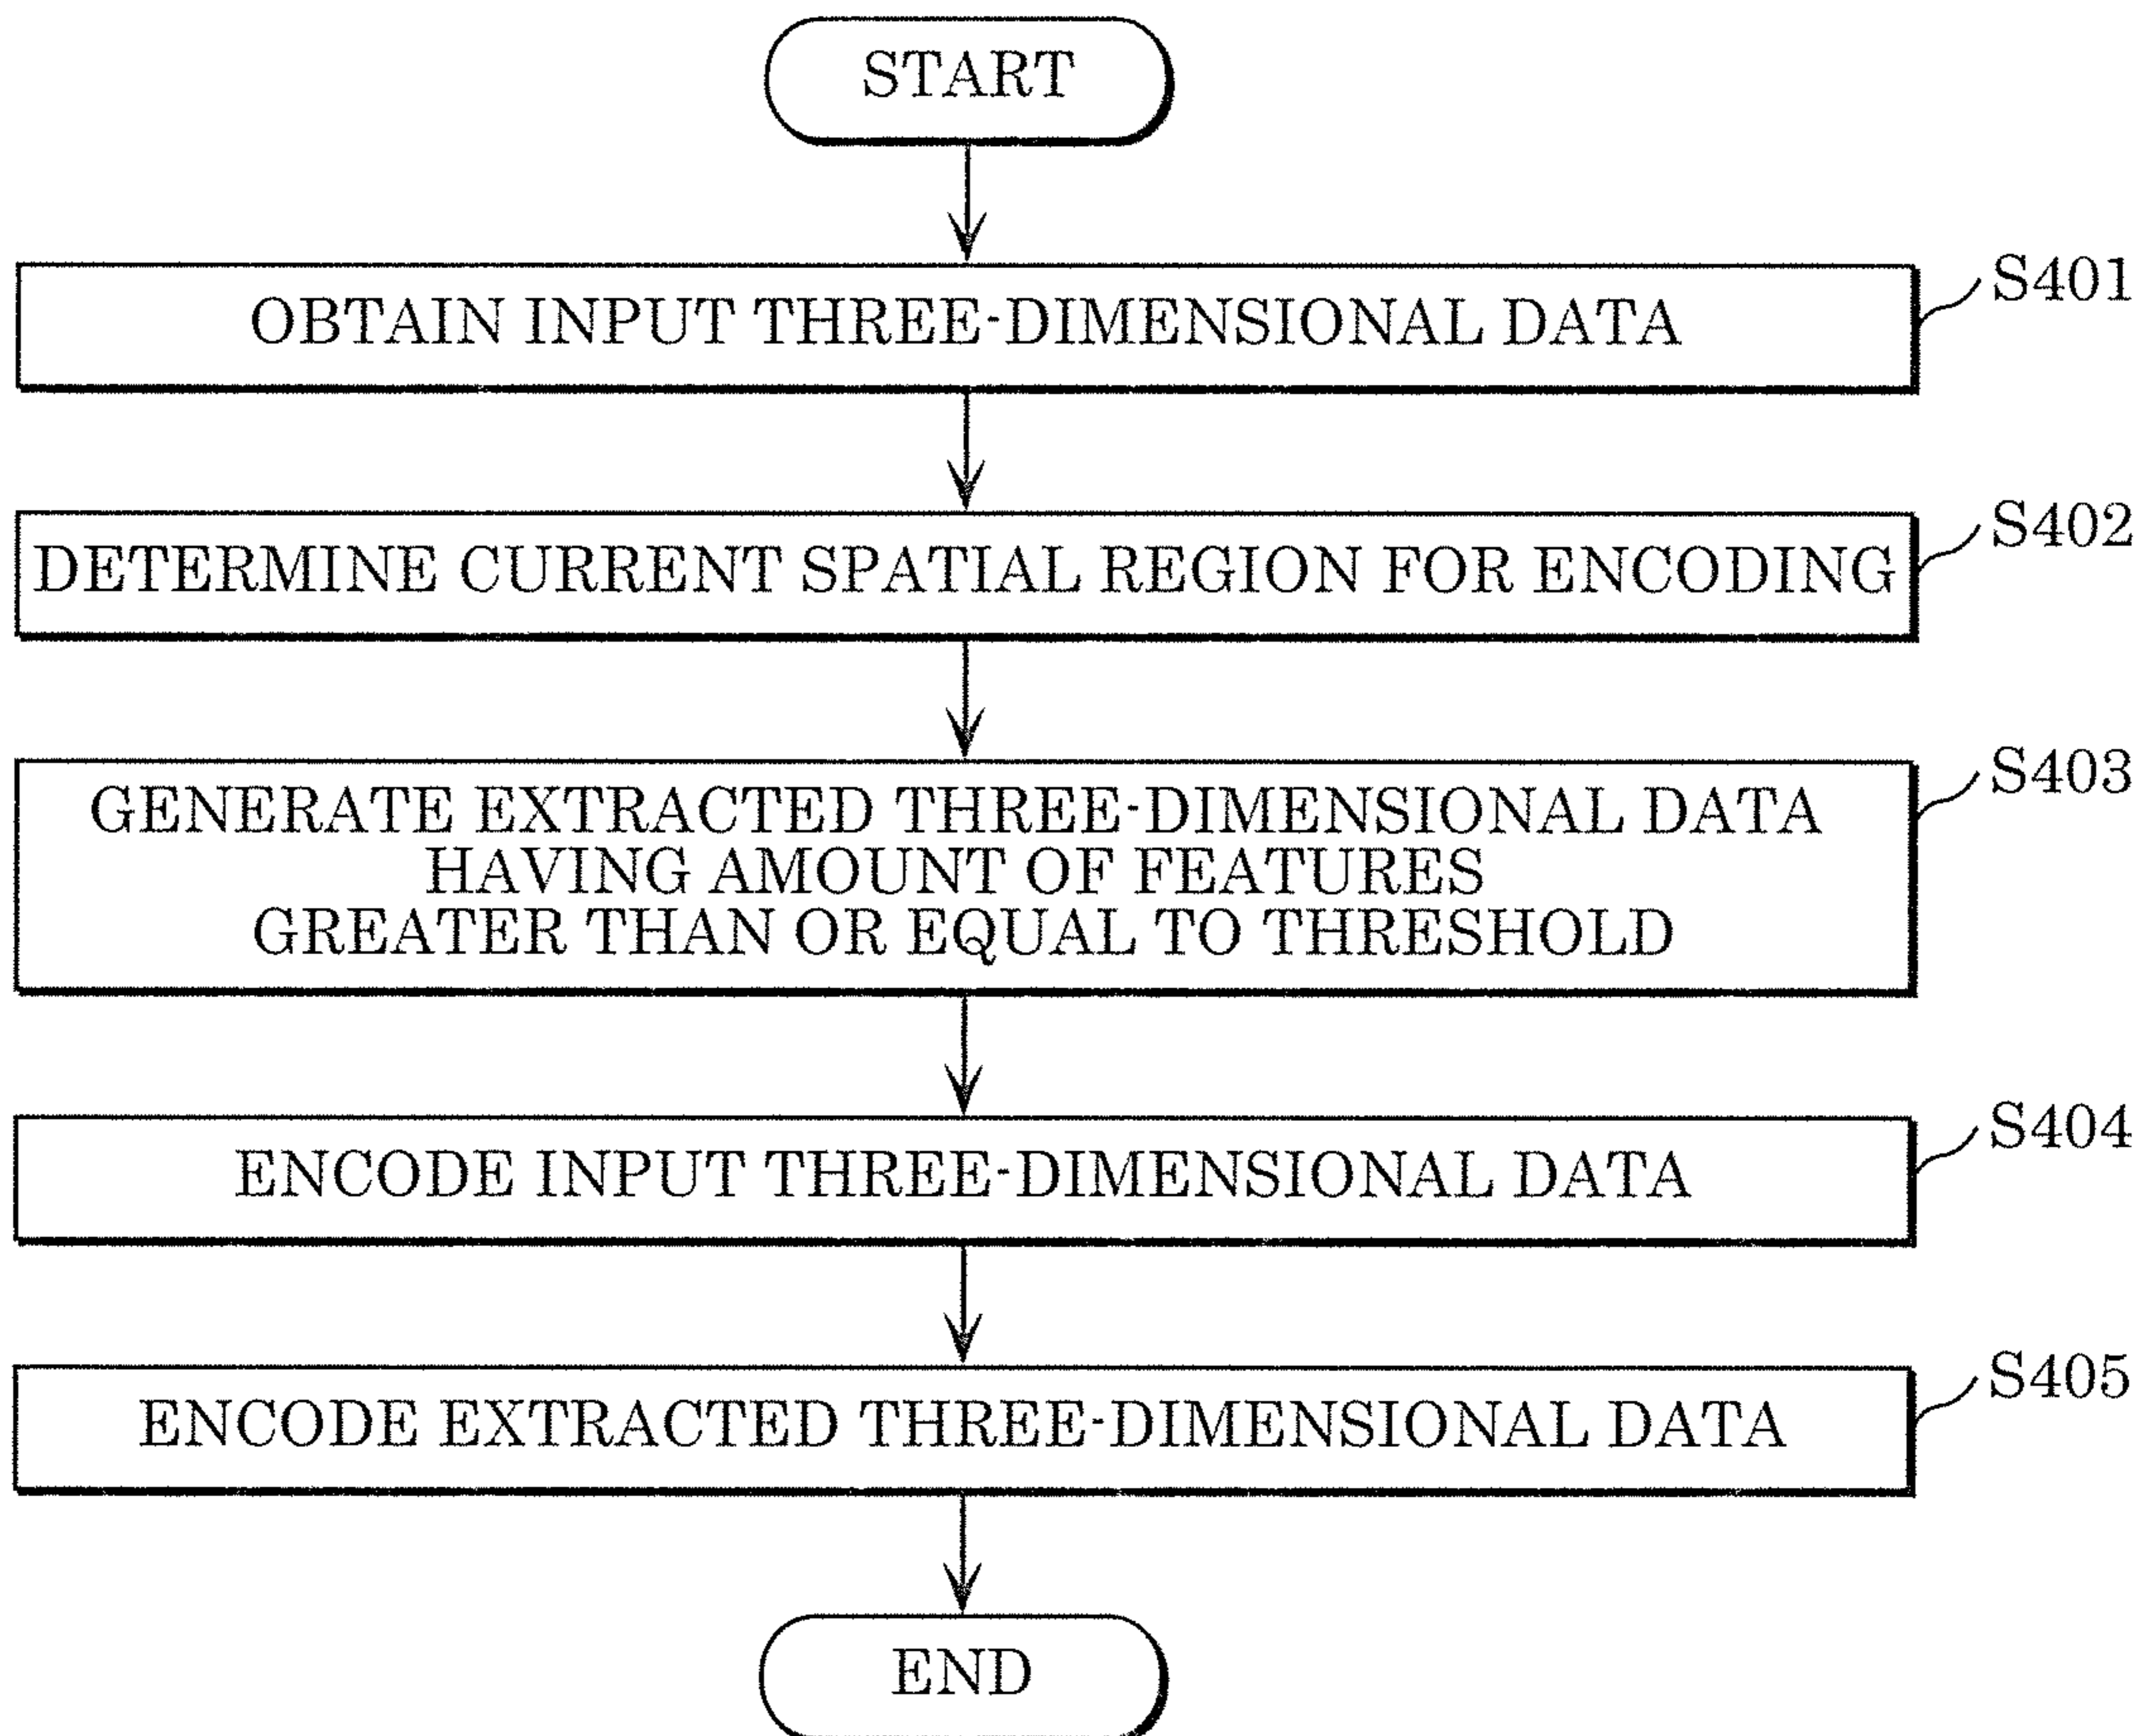 START
OBTAIN INPUT THREE-DIMENSIONAL DATA
S401
DETERMINE CURRENT SPATIAL REGION FOR ENCODING
S402
GENERATE EXTRACTED THREE-DIMENSIONAL DATA
HAVING AMOUNT OF FEATURES
GREATER THAN OR EQUAL TO THRESHOLD
S403
ENCODE INPUT THREE-DIMENSIONAL DATA
S404
ENCODE EXTRACTED THREE-DIMENSIONAL DATA
S405
END